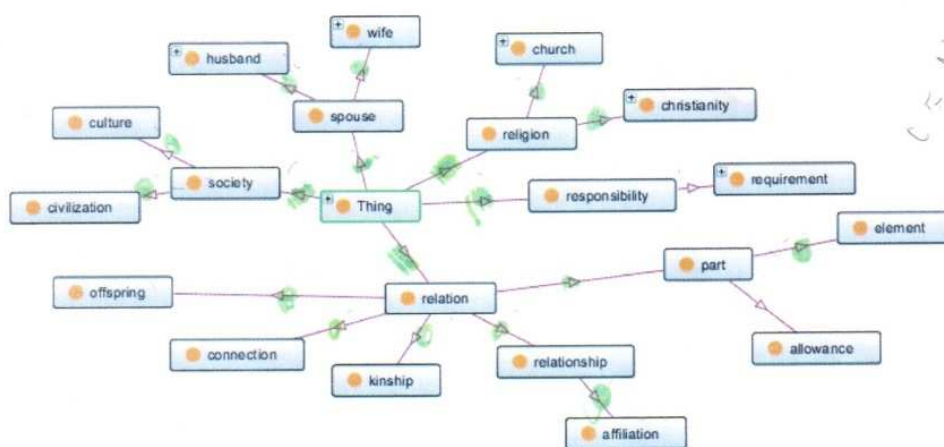 wife
husband
church
christianity
culture
spouse
religion
society
requirement
civilization
Thing
responsibility
element
part
offspring
relation
connection
relationship
allowance
kinship
affiliation